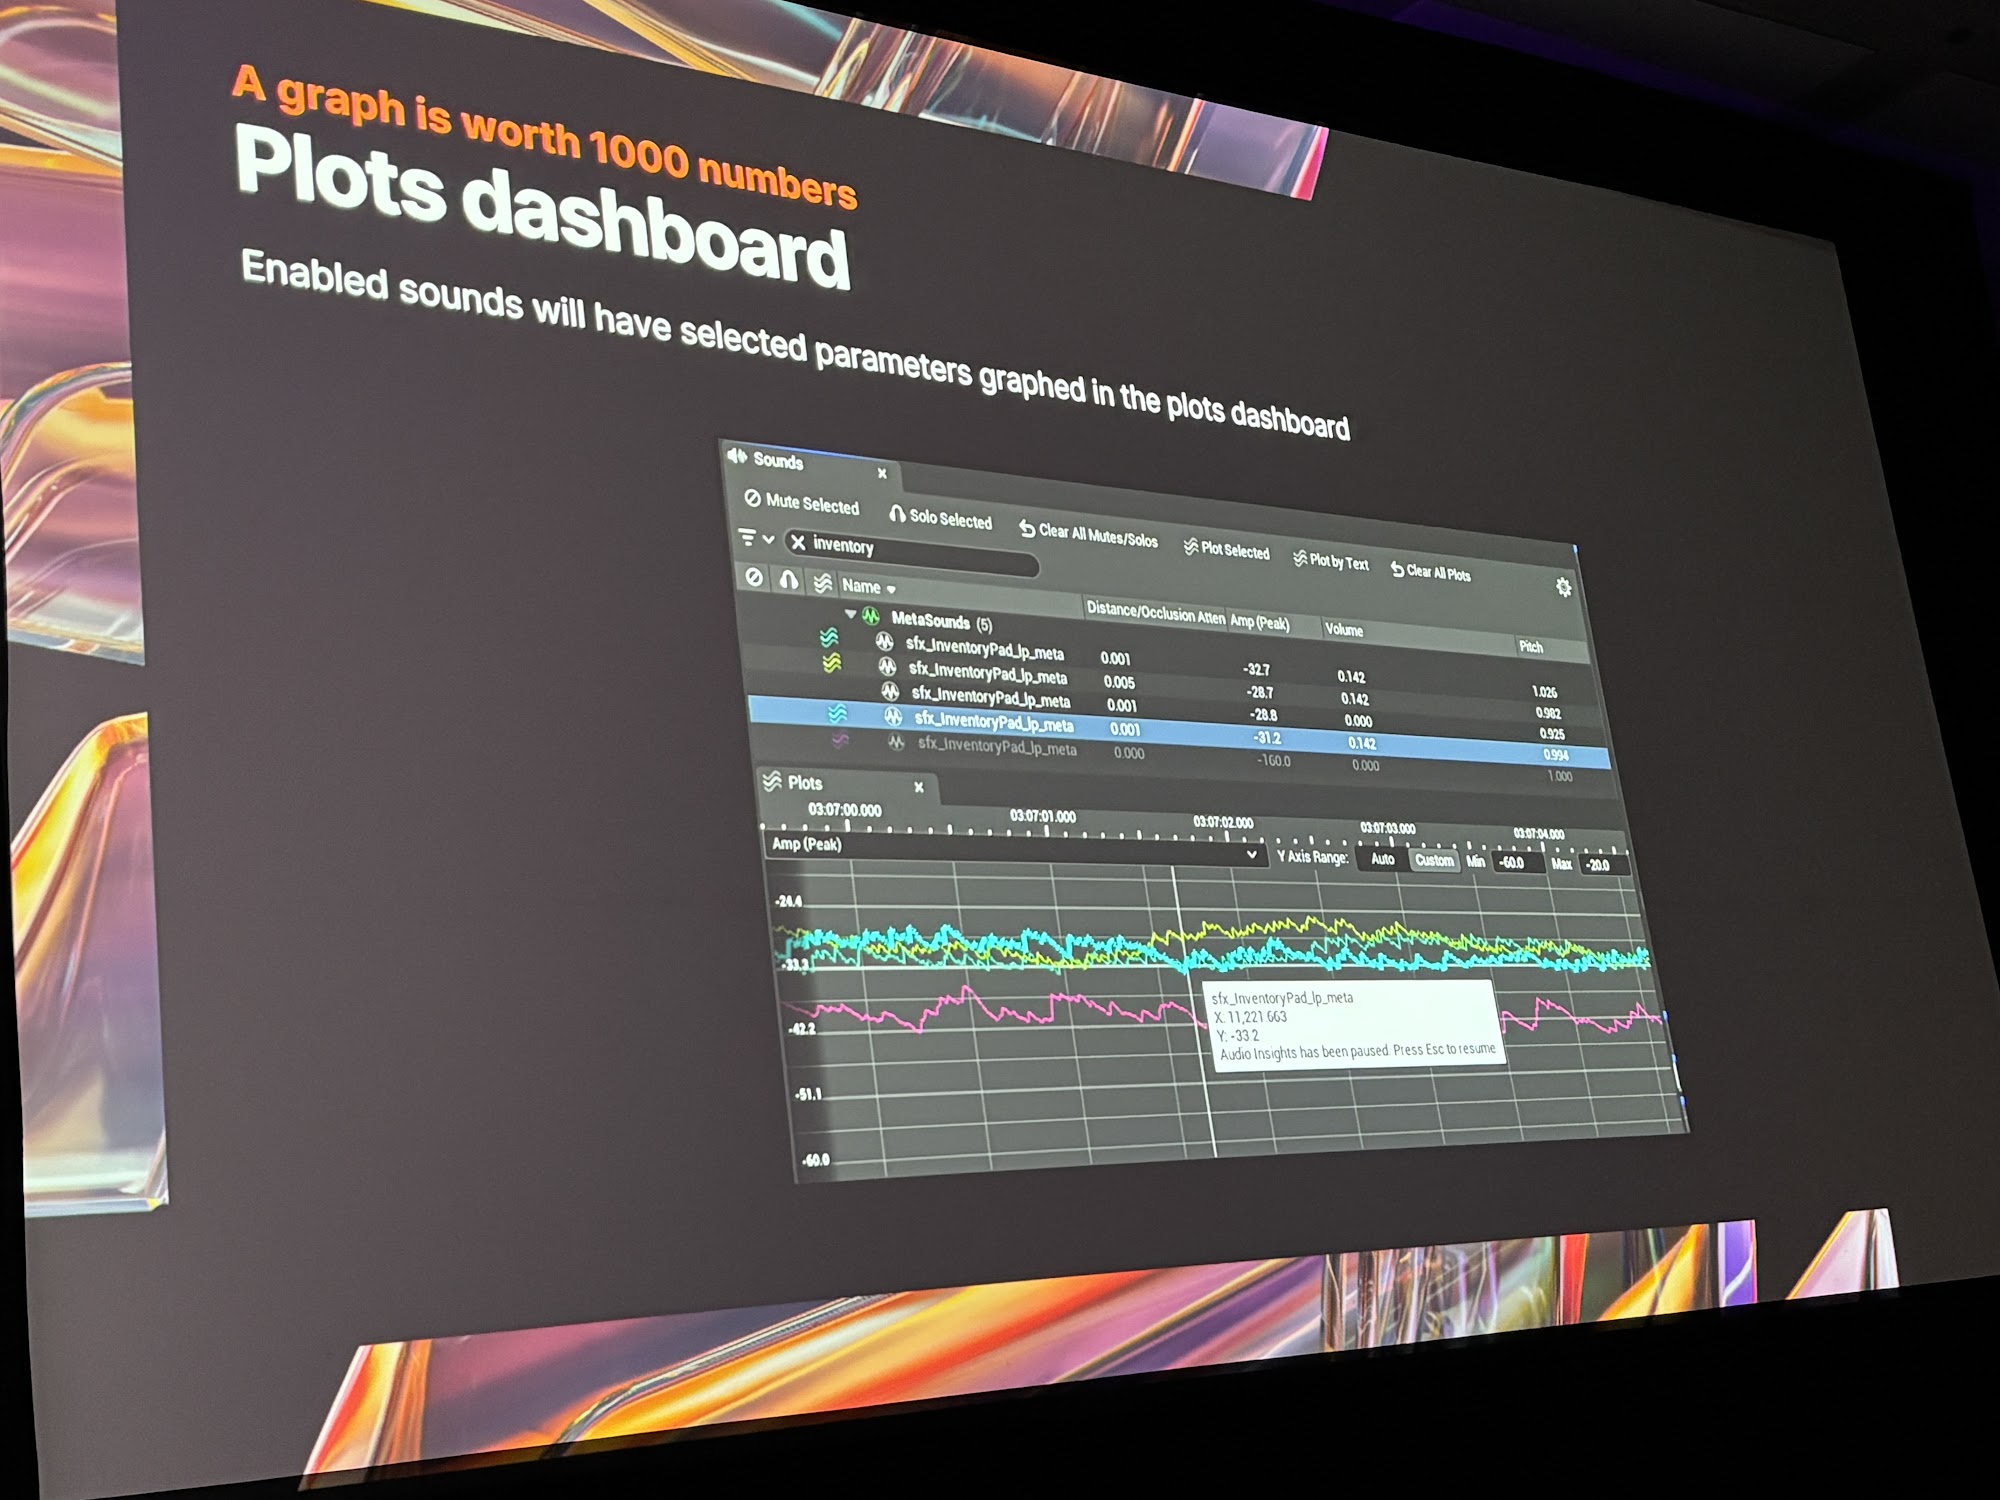 A graph is worth 1000 numbers
Plots dashboard
Enabled sounds will have selected parameters graphed in the plots dashboard
Sounds
Mute Selected Solo Selected Clear All Mutes/Solos Plot Selected Plot by Text Clear All Plots
inventory
Name Distance/Occlusion Atten Amp (Peak) Volume Pitch
MetaSounds (5)
sfx_InventoryPad_lp_meta 0.001 -32.7 0.142 1.026
sfx_InventoryPad_lp_meta 0.005 -28.7 0.142 0.982
sfx_InventoryPad_lp_meta 0.001 -28.8 0.000 0.925
sfx_InventoryPad_lp_meta 0.001 -31.2 0.142 0.994
sfx_InventoryPad_lp_meta 0.000 -160.0 0.000 1.000
Plots
03:07:00.000 03:07:01.000 03:07:02.000 03:07:03.000 03:07:04.000
Amp (Peak) Y Axis Range: Auto Custom Min -60.0 Max -20.0
-24.4
-33.3
-42.2
-51.1
-60.0
sfx_InventoryPad_lp_meta
X: 11,221.663
Y: -33.2
Audio Insights has been paused. Press Esc to resume